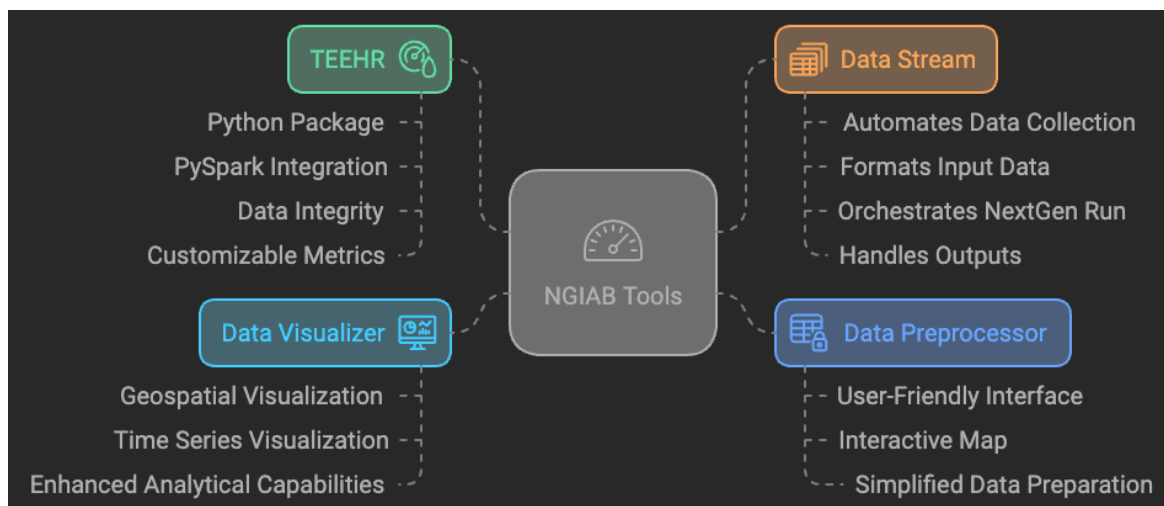 TEEHR
Python Package
PySpark Integration
Data Integrity
Customizable Metrics
Data Visualizer
Geospatial Visualization
Time Series Visualization
Enhanced Analytical Capabilities
NGIAB Tools
Data Stream
Automates Data Collection
Formats Input Data
Orchestrates NextGen Run
Handles Outputs
Data Preprocessor
User-Friendly Interface
Interactive Map
Simplified Data Preparation